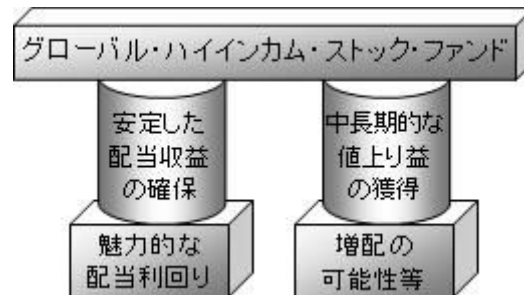 グローバル・ハイインカム・ストック・ファンド
安定した
配当収益
の確保
中長期的な
値上り益
の獲得
魅力的な
配当利回り
増配の
可能性等